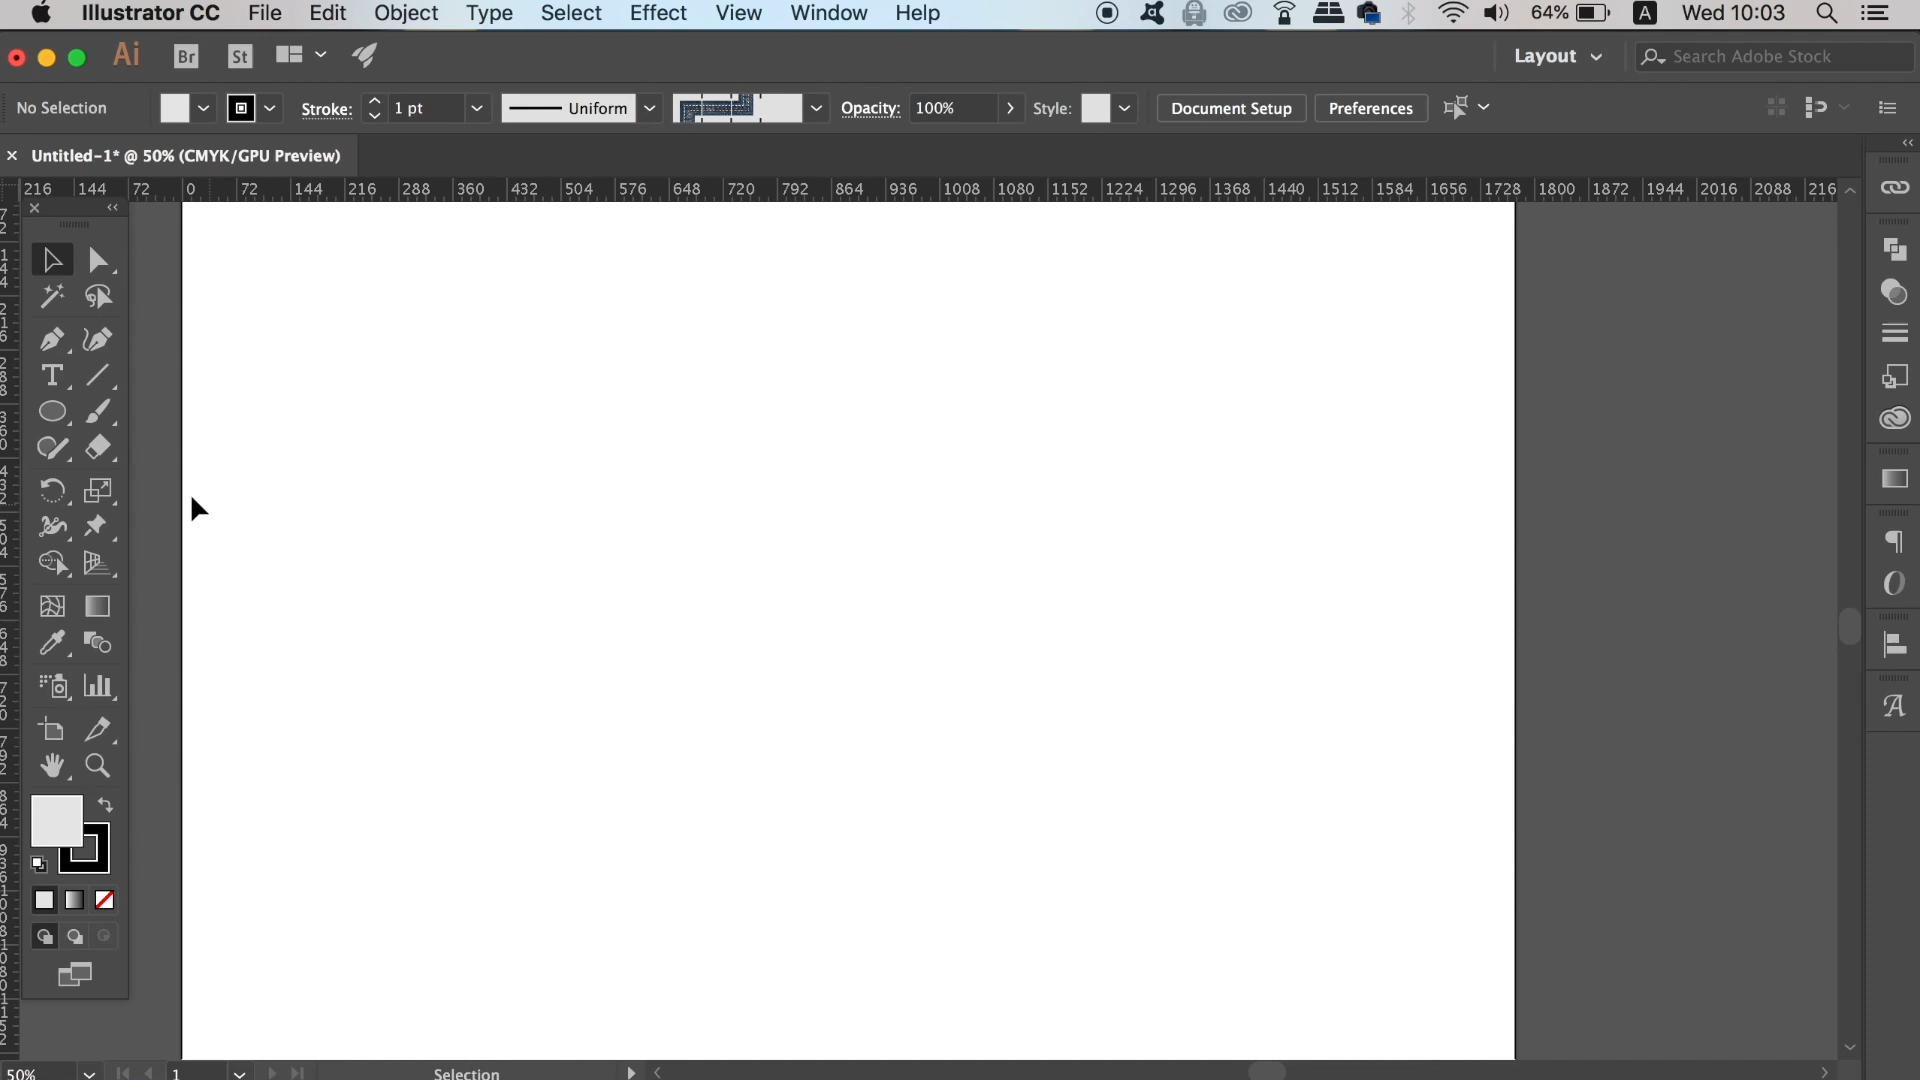 Illustrator CC File Edit Object Type Select Effect View Window Help 64% A Wed 10:03
Ai Br St Layout Search Adobe Stock
No Selection Stroke: 1 pt Uniform Opacity: 100% Style: Document Setup Preferences
× Untitled-1* @ 50% (CMYK/GPU Preview)
216 144 72 0 72 144 216 288 360 432 504 576 648 720 792 864 936 1008 1080 1152 1224 1296 1368 1440 1512 1584 1656 1728 1800 1872 1944 2016 2088 216
50% 1 Selection